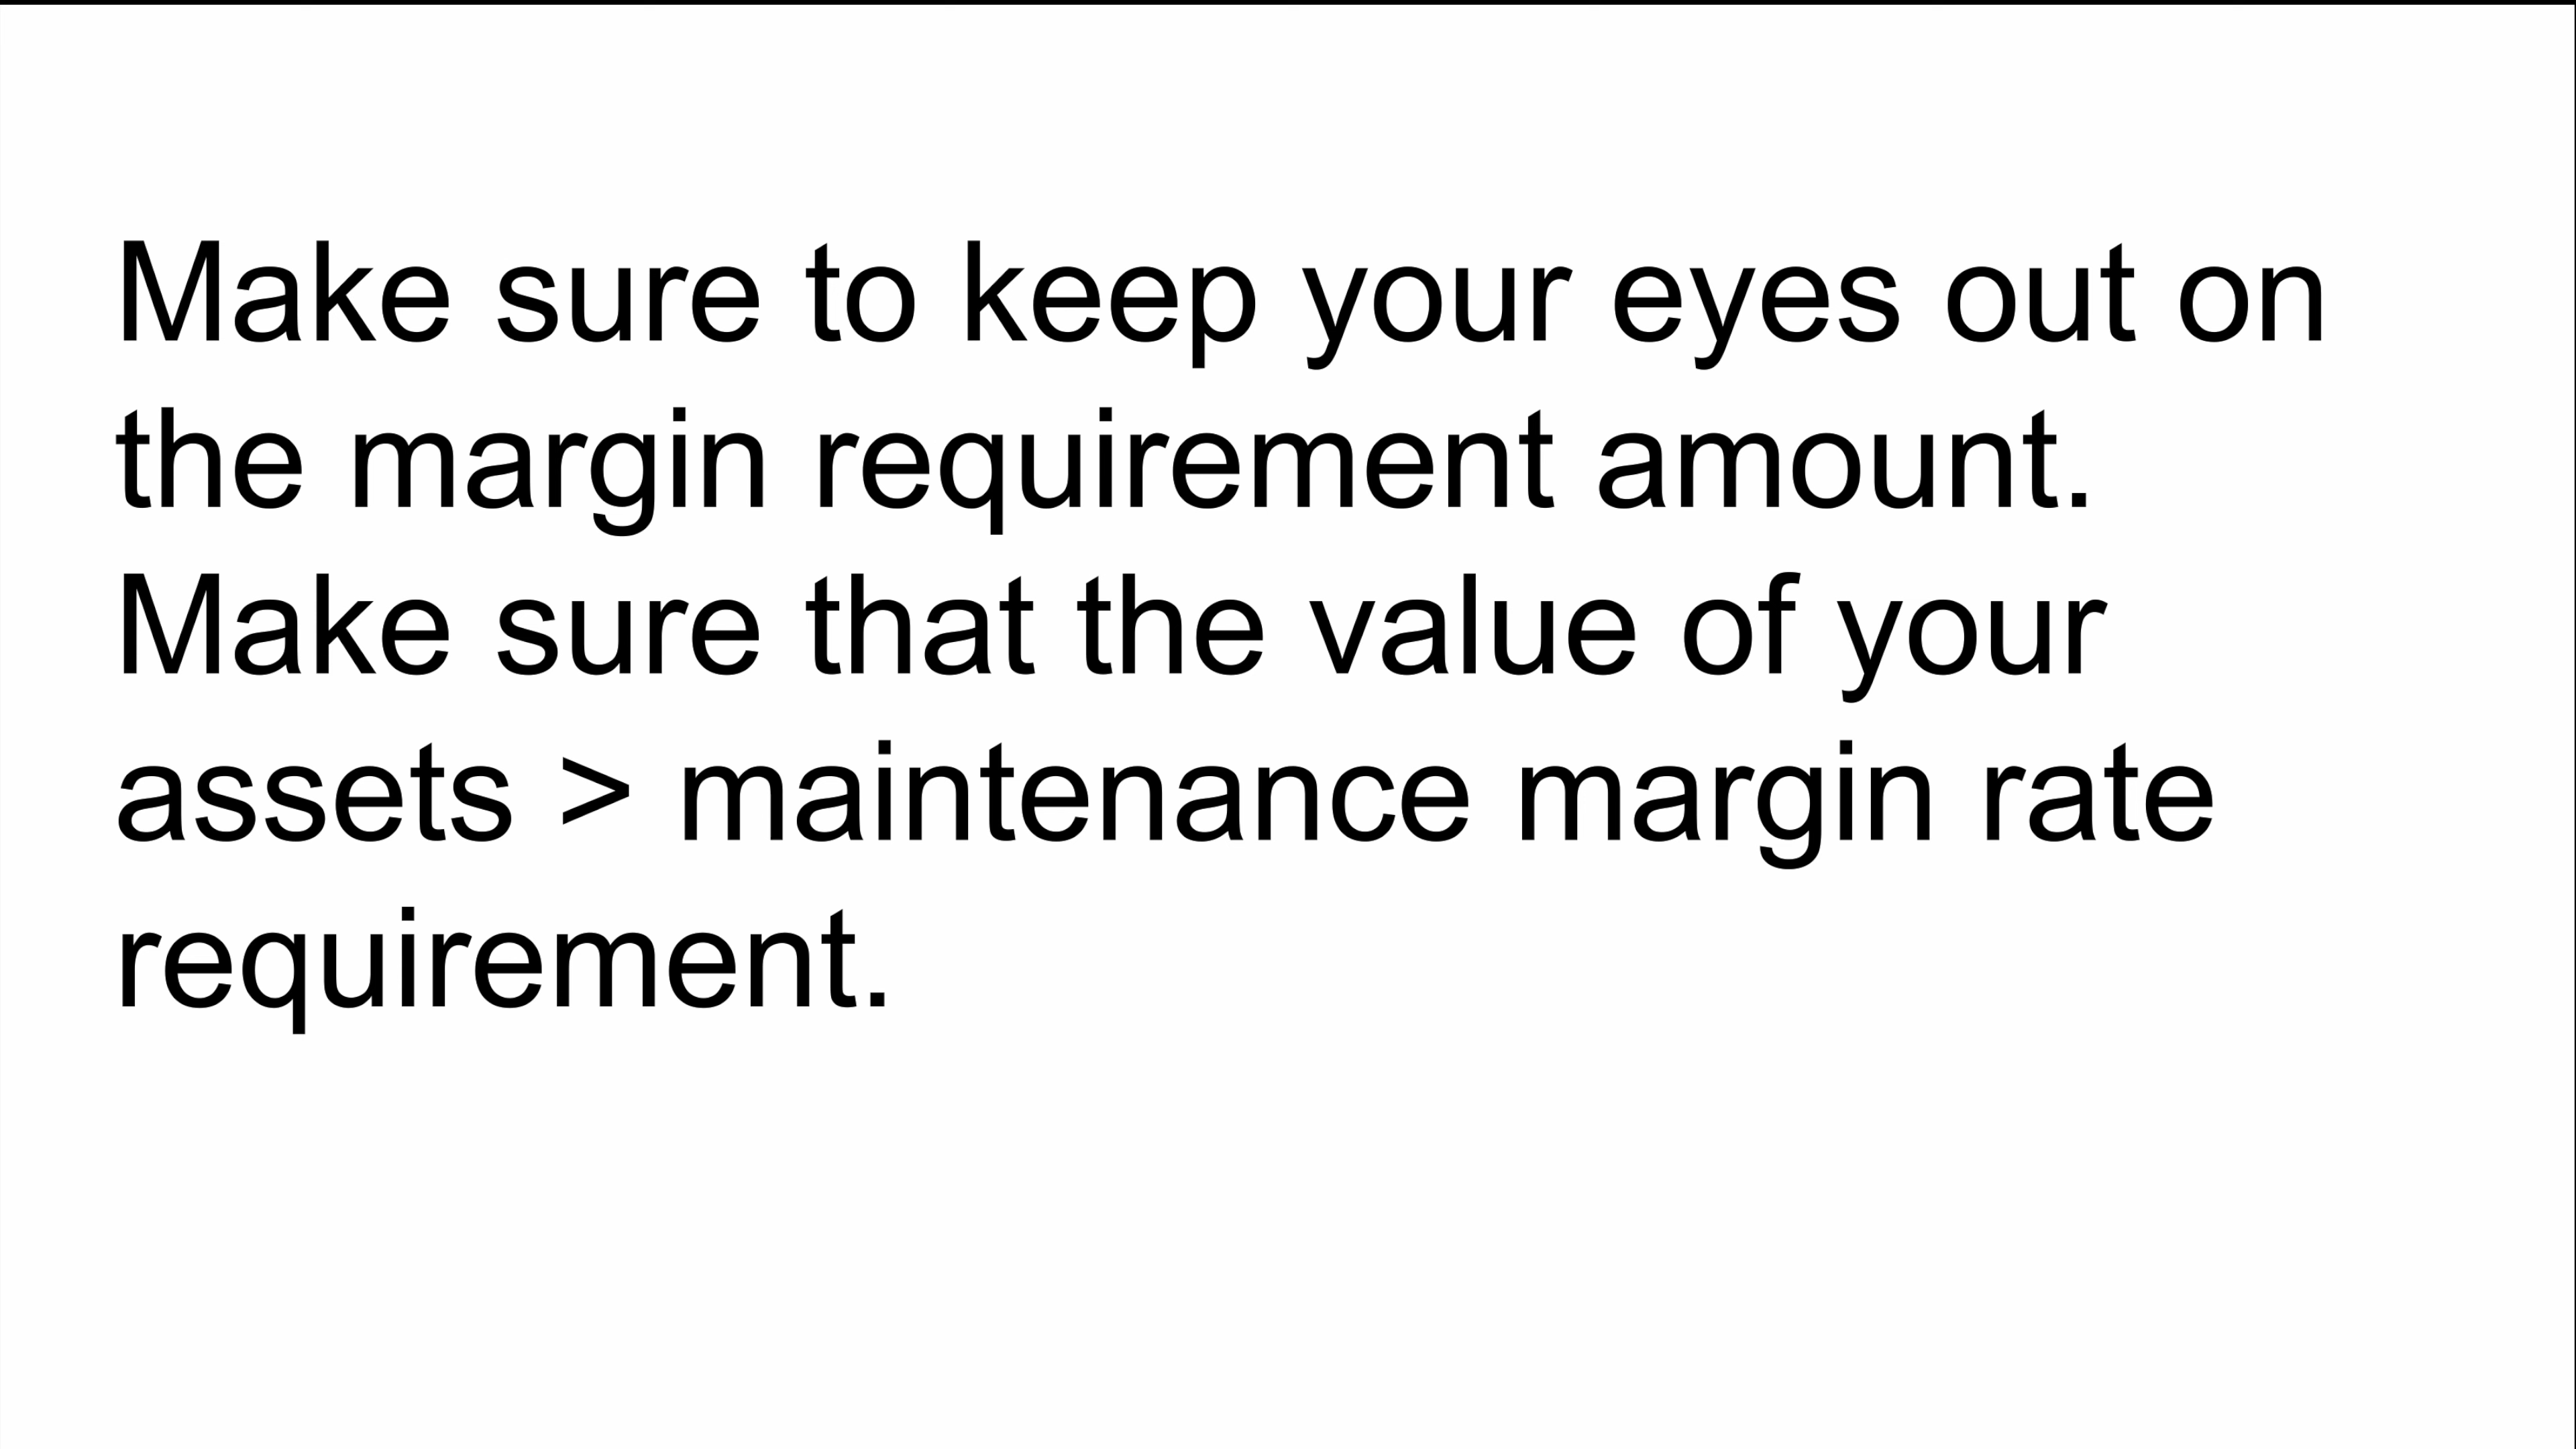 Make sure to keep your eyes out on
the margin requirement amount.
Make sure that the value of your
assets > maintenance margin rate
requirement.